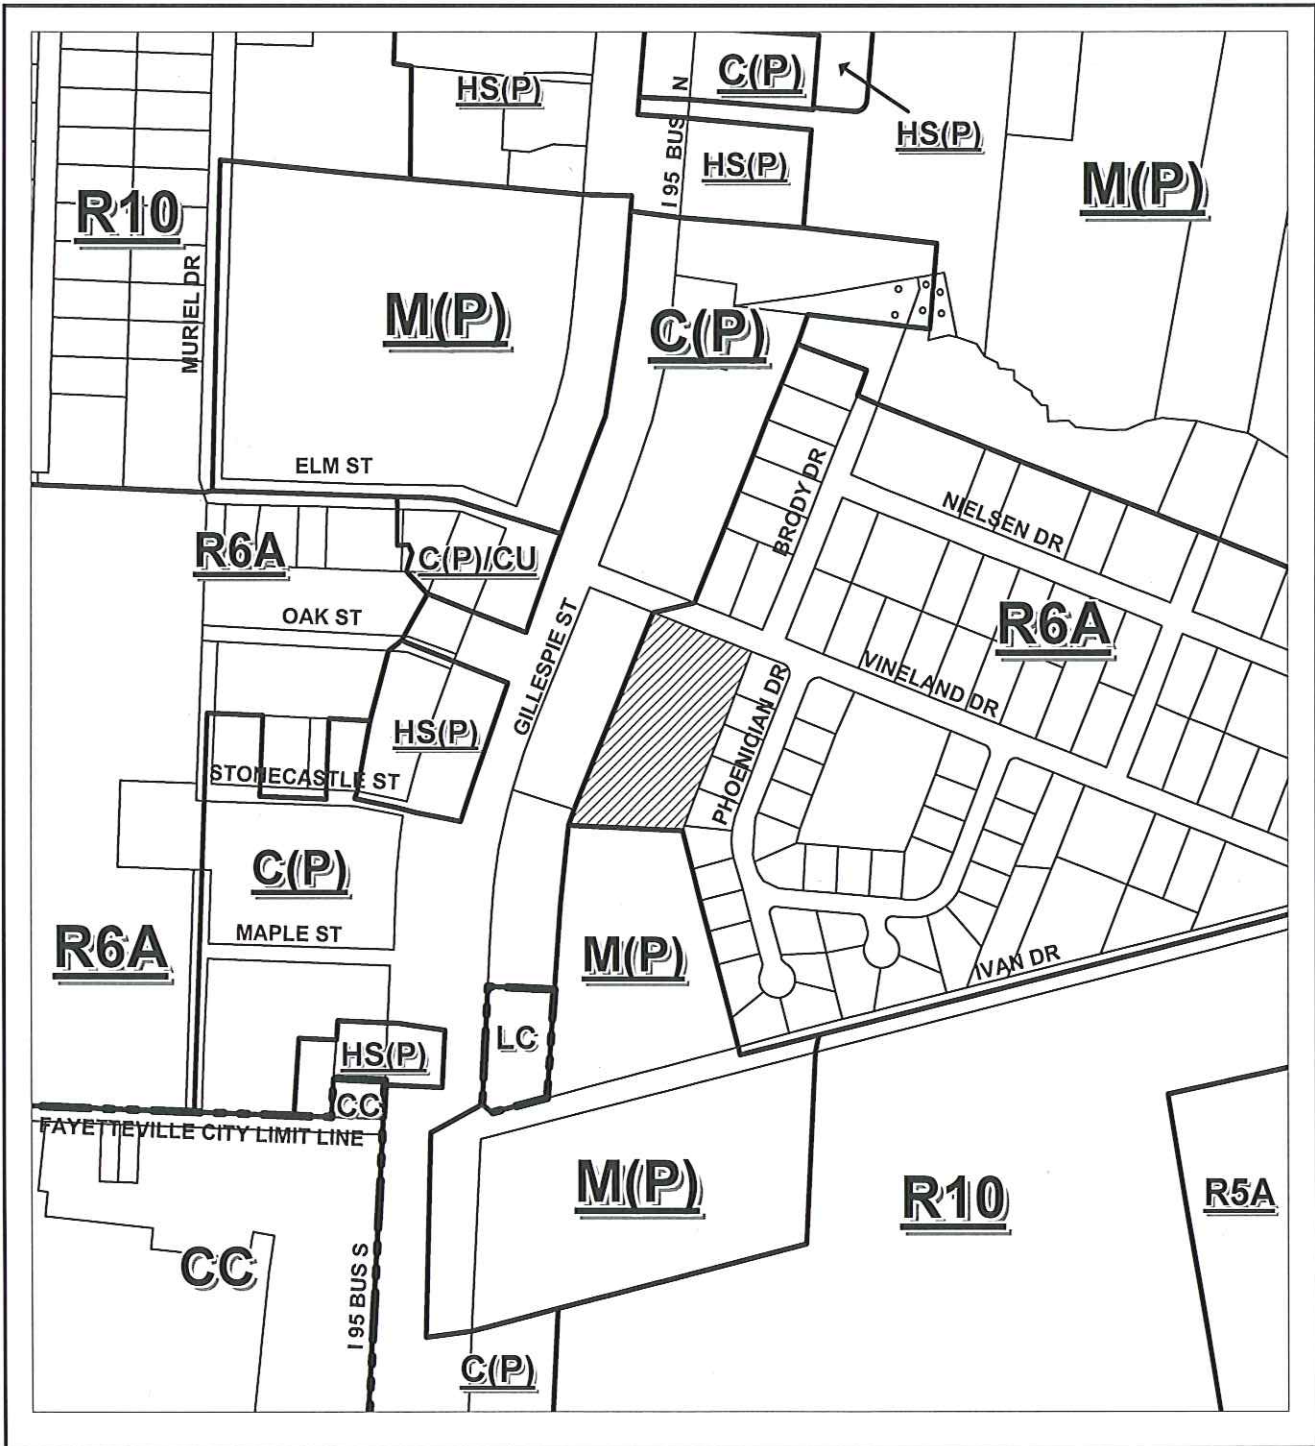 C(P)
HS(P)
HS(P)
I 95 BUS N
HS(P)
M(P)
R10
MURIEL DR
M(P)
C(P)
ELM ST
BRODY DR
NIELSEN DR
R6A
C(P)/CU
OAK ST
R6A
GILLESPIE ST
VINELAND DR
PHOENICIAN DR
HS(P)
STONECASTLE ST
C(P)
MAPLE ST
R6A
M(P)
IVAN DR
LC
HS(P)
CC
FAYETTEVILLE CITY LIMIT LINE
M(P)
R10
R5A
CC
I 95 BUS S
C(P)